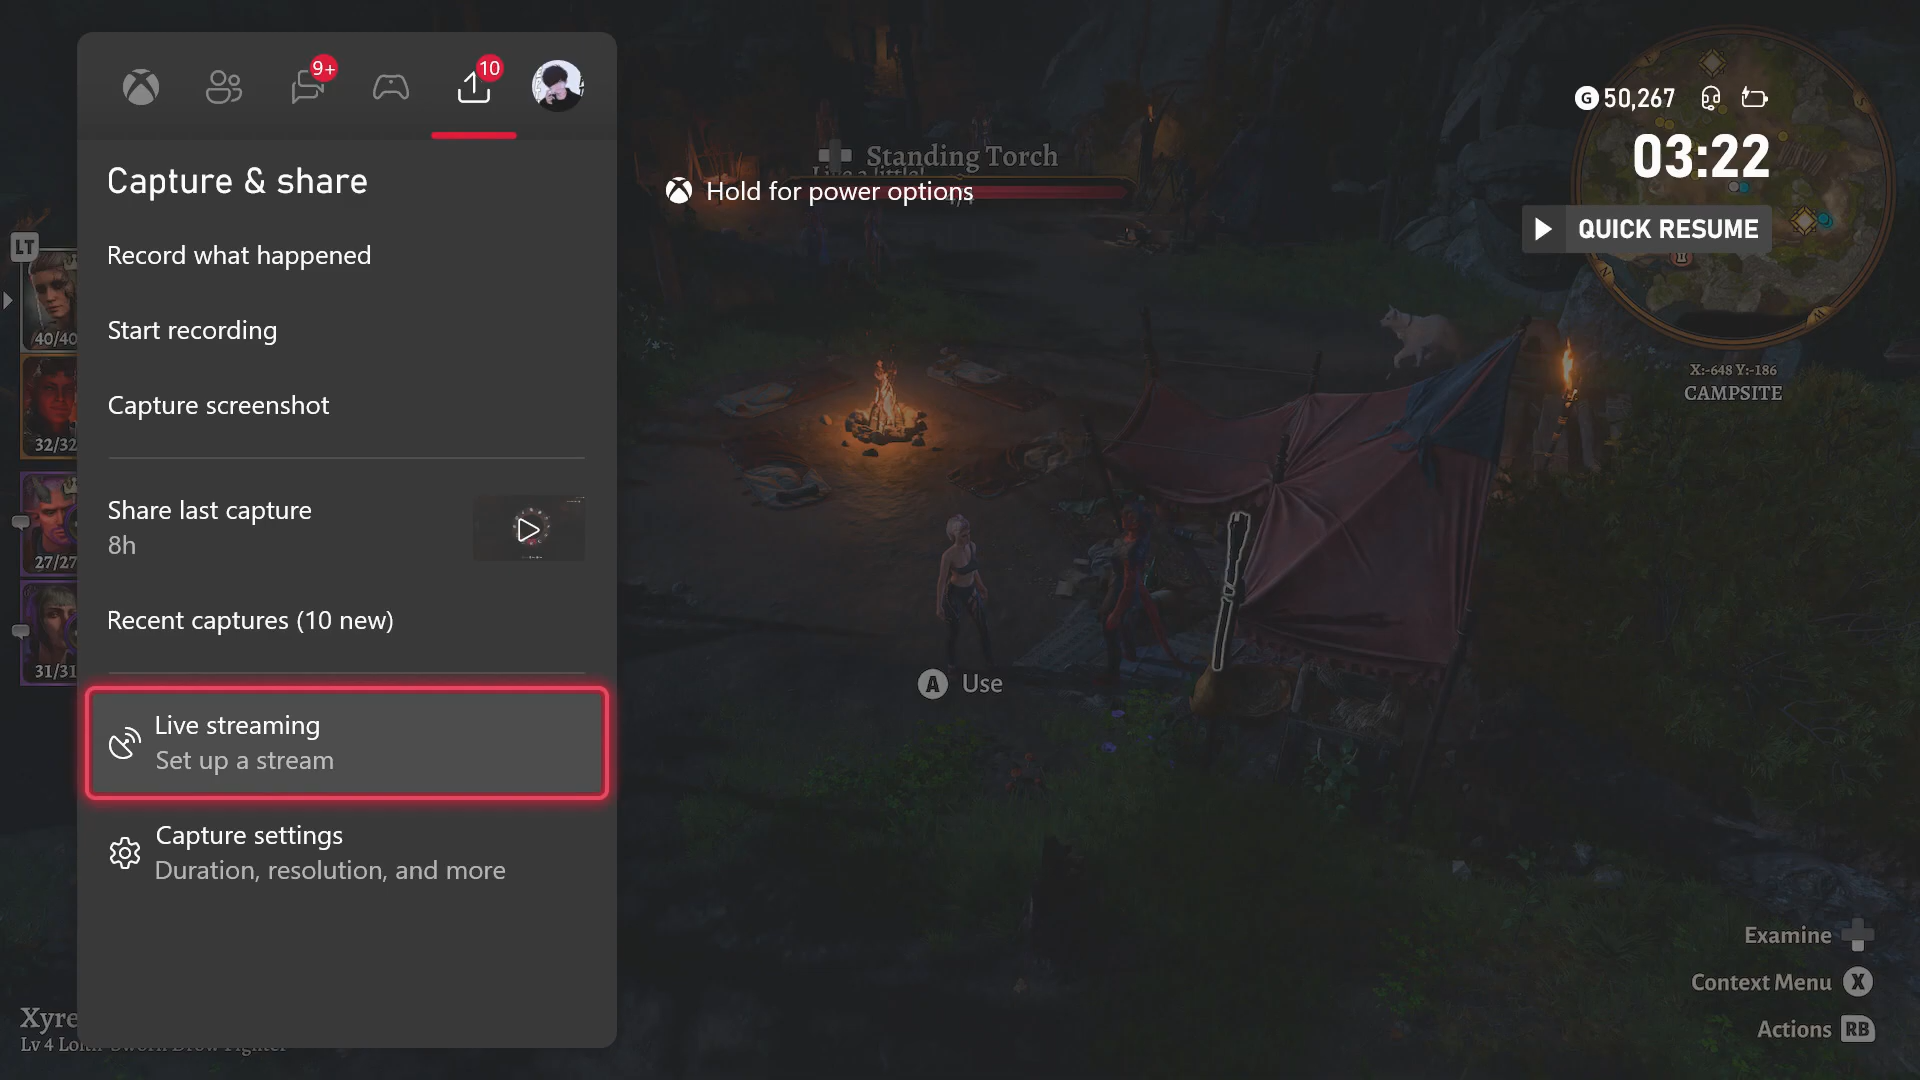 9+
10
Capture & share
Record what happened
Start recording
Capture screenshot
Share last capture
8h
Recent captures (10 new)
Live streaming
Set up a stream
Capture settings
Duration, resolution, and more
LT
40/40
32/32
27/27
31/31
Xyre
Lv 4
Standing Torch
Live a little!
Hold for power options
A Use
G 50,267
03:22
QUICK RESUME
X:-648 Y:-186
CAMPSITE
Examine
Context Menu X
Actions RB